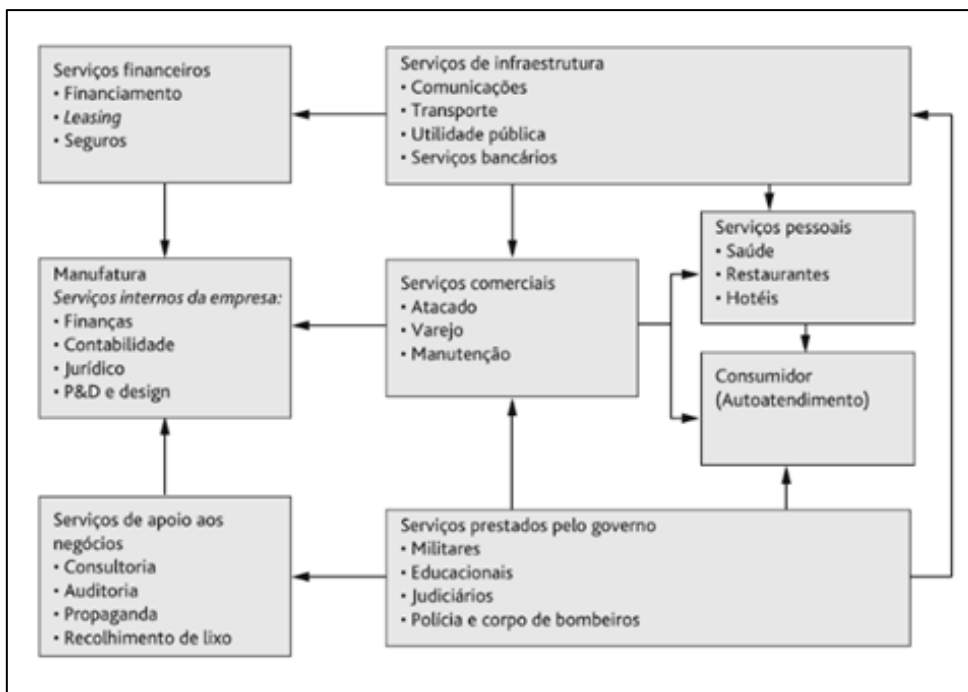 Serviços financeiros
• Financiamento
• Leasing
• Seguros
Serviços de infraestrutura
• Comunicações
• Transporte
• Utilidade pública
• Serviços bancários
Manufatura
Serviços internos da empresa:
• Finanças
• Contabilidade
• Jurídico
• P&D e design
Serviços comerciais
• Atacado
• Varejo
• Manutenção
Serviços pessoais
• Saúde
• Restaurantes
• Hotéis
Consumidor
(Autoatendimento)
Serviços de apoio aos
negócios
• Consultoria
• Auditoria
• Propaganda
• Recolhimento de lixo
Serviços prestados pelo governo
• Militares
• Educacionais
• Judiciários
• Polícia e corpo de bombeiros